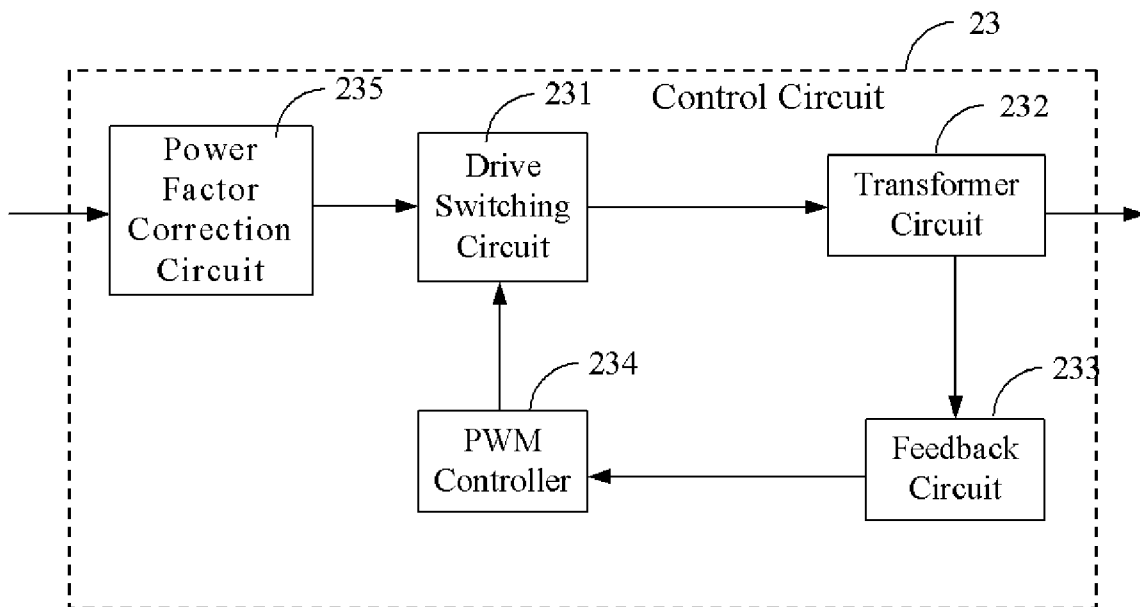 23
Control Circuit
235
231
232
Power
Factor
Correction
Circuit
Drive
Switching
Circuit
Transformer
Circuit
234
233
PWM
Controller
Feedback
Circuit